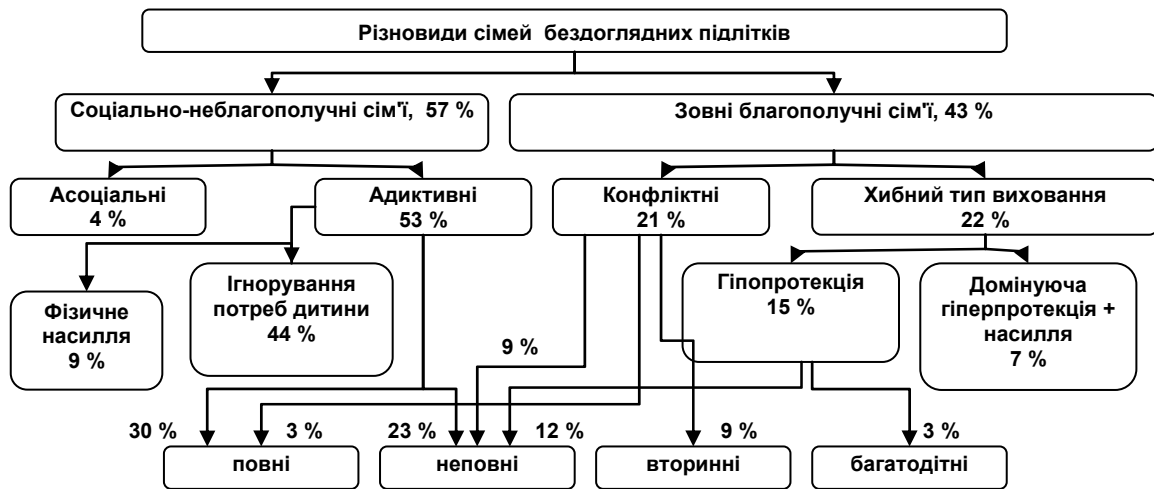 Різновиди сімей бездоглядних підлітків
Соціально-неблагополучні сім'ї, 57 %
Зовні благополучні сім'ї, 43 %
Асоціальні
4 %
Адиктивні
53 %
Конфліктні
21 %
Хибний тип виховання
22 %
Фізичне
насилля
9 %
Ігнорування
потреб дитини
44 %
Гіпопротекція
15 %
Домінуюча
гіперпротекція +
насилля
7 %
9 %
30 %
3 %
23 %
12 %
9 %
3 %
повні
неповні
вторинні
багатодітні